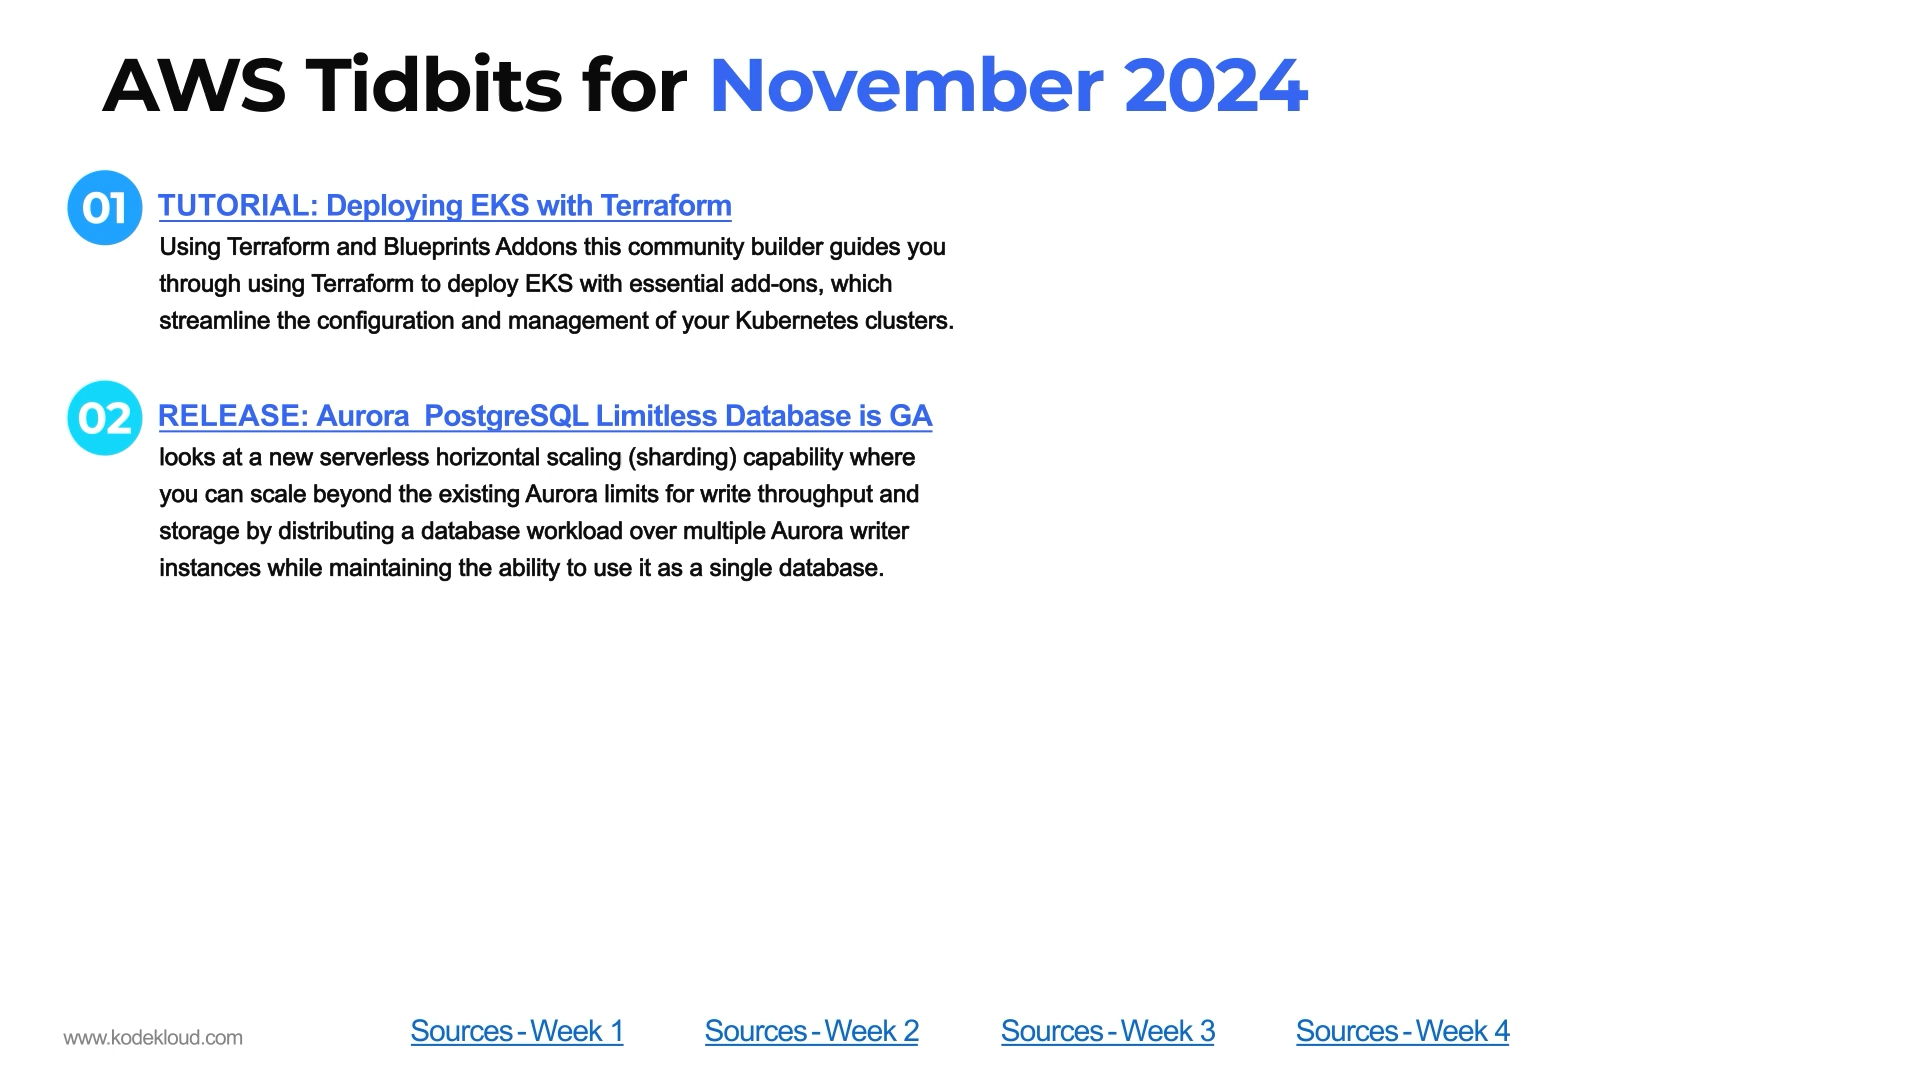 AWS Tidbits for November 2024
01 TUTORIAL: Deploying EKS with Terraform
Using Terraform and Blueprints Addons this community builder guides you
through using Terraform to deploy EKS with essential add-ons, which
streamline the configuration and management of your Kubernetes clusters.
02 RELEASE: Aurora  PostgreSQL Limitless Database is GA
looks at a new serverless horizontal scaling (sharding) capability where
you can scale beyond the existing Aurora limits for write throughput and
storage by distributing a database workload over multiple Aurora writer
instances while maintaining the ability to use it as a single database.
www.kodekloud.com Sources - Week 1 Sources - Week 2 Sources - Week 3 Sources - Week 4